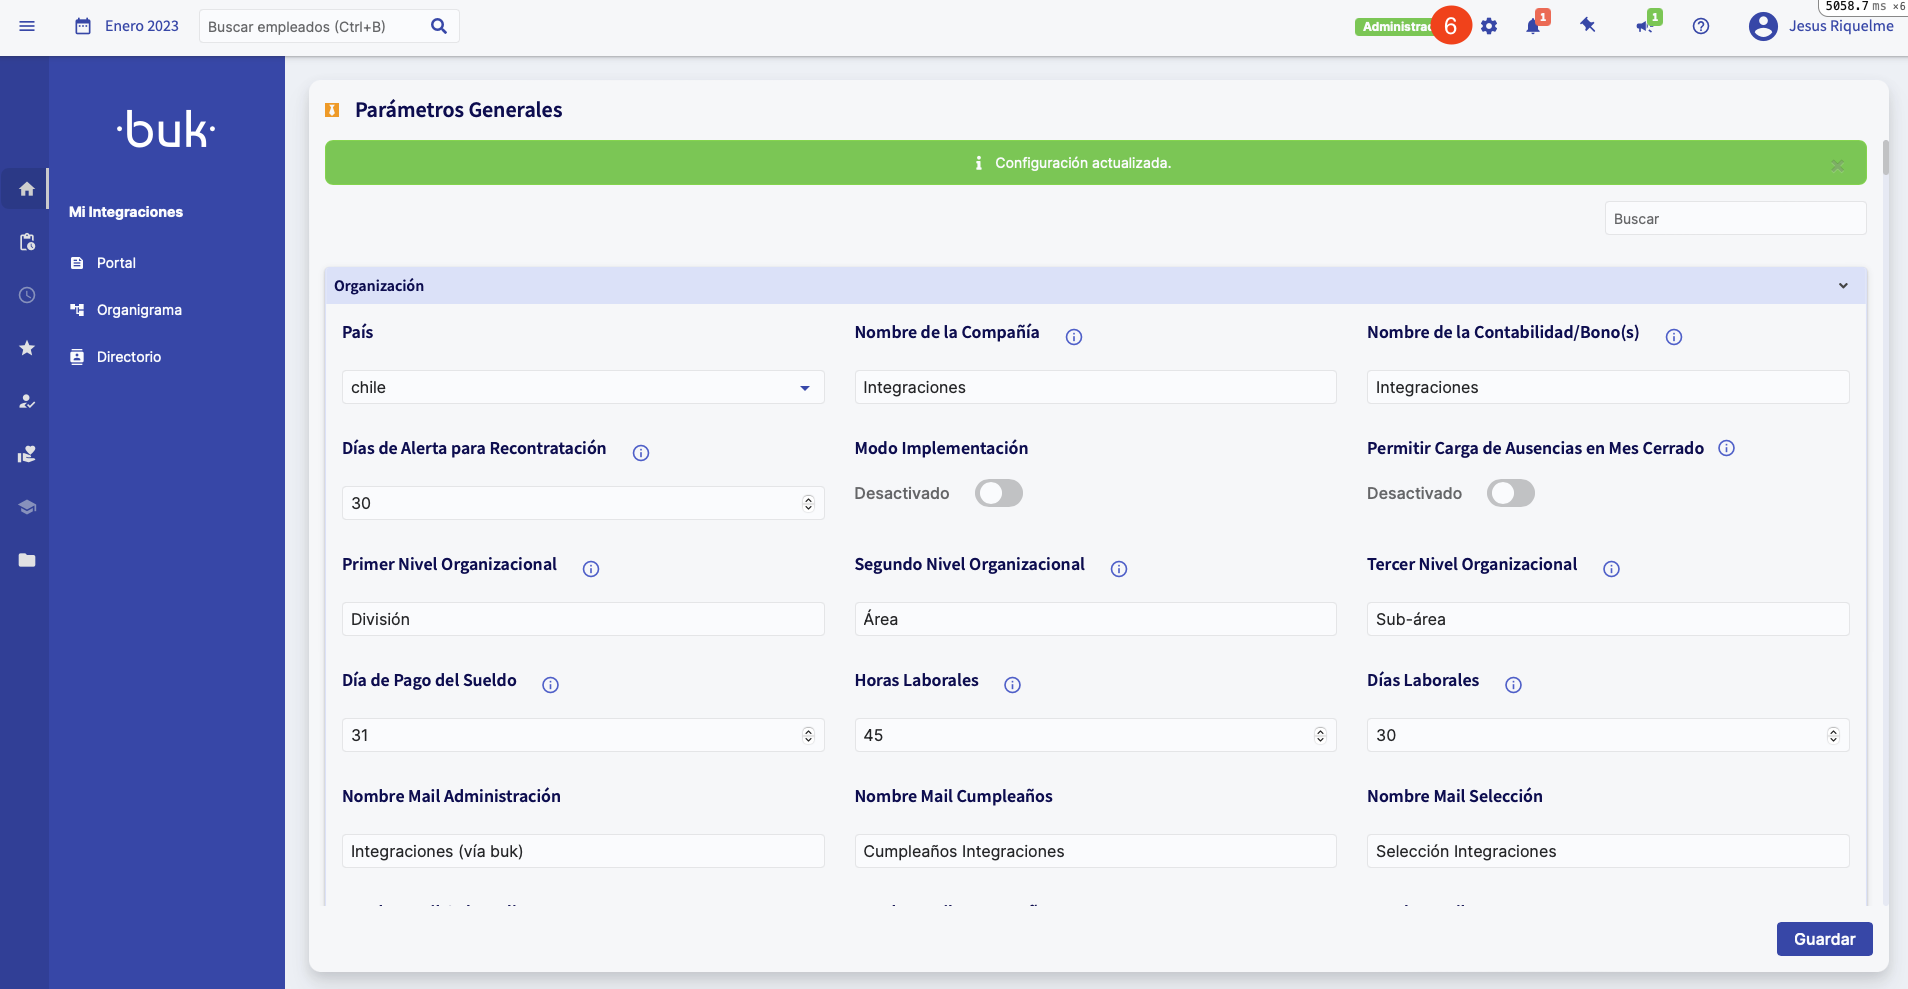 5058.7 ms ×6
Enero 2023
Buscar empleados (Ctrl+B)
6
1
1
Jesus Riquelme
·buk·
Mi Integraciones
Portal
Organigrama
Directorio
Parámetros Generales
Configuración actualizada.
Buscar
Organización
País
Nombre de la Compañía
Nombre de la Contabilidad/Bono(s)
chile
Integraciones
Integraciones
Días de Alerta para Recontratación
Modo Implementación
Permitir Carga de Ausencias en Mes Cerrado
Desactivado
Desactivado
30
Primer Nivel Organizacional
Segundo Nivel Organizacional
Tercer Nivel Organizacional
División
Área
Sub-área
Día de Pago del Sueldo
Horas Laborales
Días Laborales
31
45
30
Nombre Mail Administración
Nombre Mail Cumpleaños
Nombre Mail Selección
Integraciones (vía buk)
Cumpleaños Integraciones
Selección Integraciones
Guardar